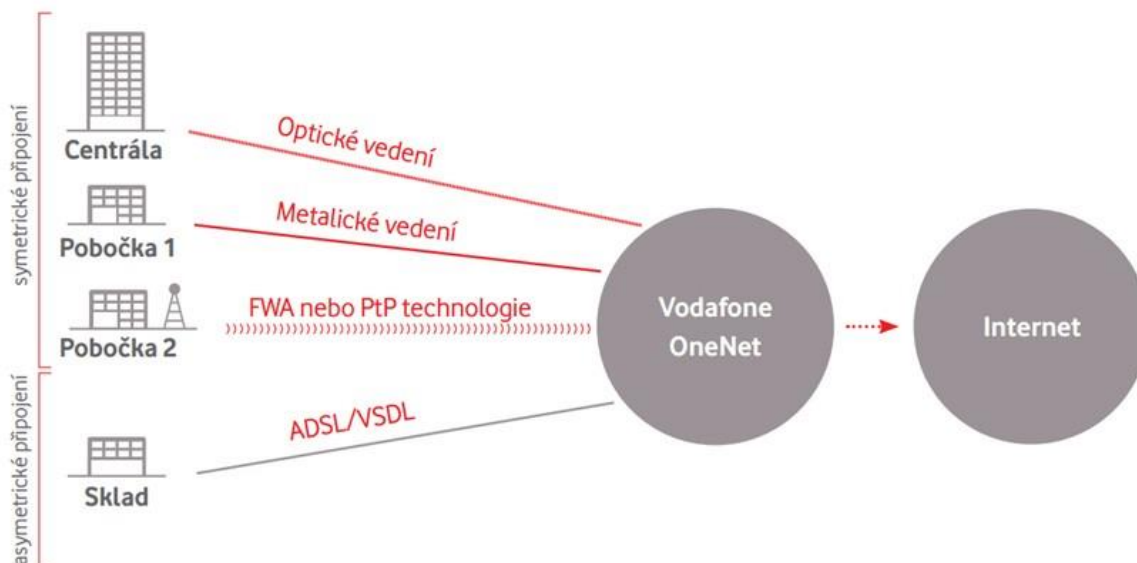 symetrické připojení
Centrála
Optické vedení
Pobočka 1
Metalické vedení
Pobočka 2
FWA nebo PtP technologie
Vodafone
OneNet
Internet
asymetrické připojení
Sklad
ADSL/VSDL